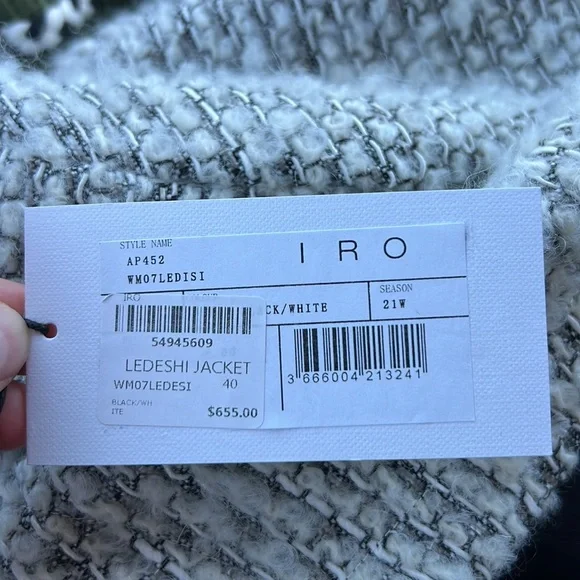 STYLE NAME
AP452
WM07LEDISI
IRO
CK/WHITE
SEASON
21W
3 666004 213241
IRO
54945609
LEDESHI JACKET
WM07LEDESI 40
BLACK/WH
ITE
$655.00